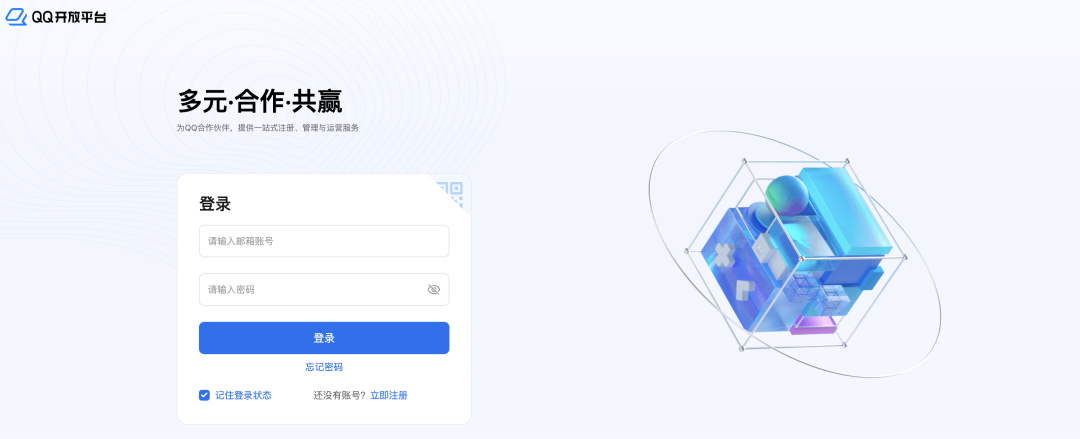 QQ开放平台
多元·合作·共赢
为QQ合作伙伴，提供一站式注册、管理与运营服务
登录
请输入邮箱账号
请输入密码
登录
忘记密码
记住登录状态 还没有账号？立即注册